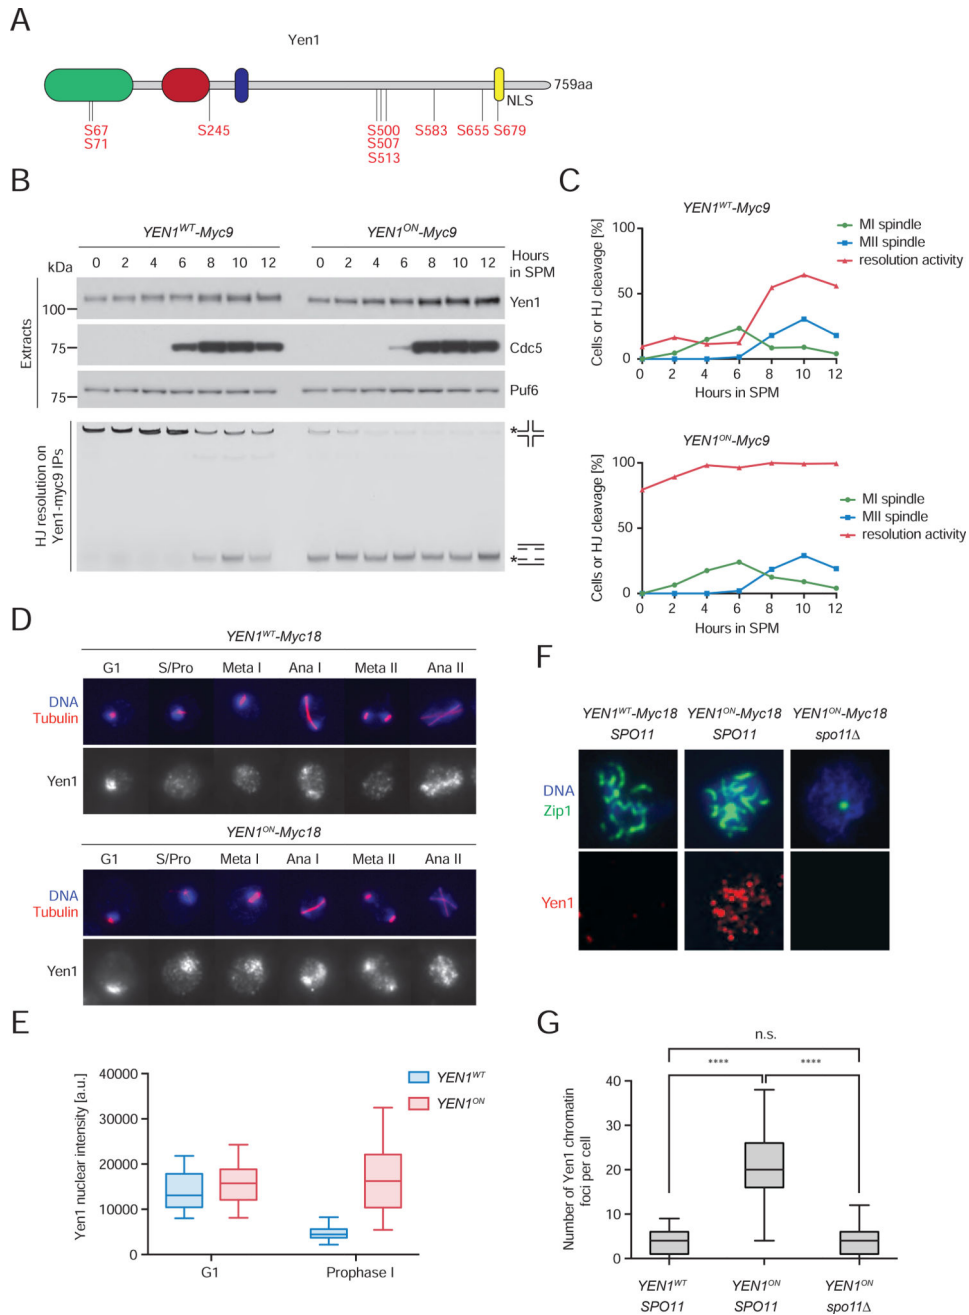 A
Yen1
759aa
NLS
S67
S71
S245
S500
S507
S513
S583
S655
S679
B
YEN1WT-Myc9
YEN1ON-Myc9
kDa
0 2 4 6 8 10 12
0 2 4 6 8 10 12
Hours
in SPM
Extracts
100
Yen1
75
Cdc5
75
Puf6
HJ resolution on
Yen1-myc9 IPs
*
*
C
YEN1WT-Myc9
Cells or HJ cleavage [%]
100
50
0
0 2 4 6 8 10 12
Hours in SPM
MI spindle
MII spindle
resolution activity
YEN1ON-Myc9
Cells or HJ cleavage [%]
100
50
0
0 2 4 6 8 10 12
Hours in SPM
MI spindle
MII spindle
resolution activity
D
YEN1WT-Myc18
G1 S/Pro Meta I Ana I Meta II Ana II
DNA
Tubulin
Yen1
YEN1ON-Myc18
G1 S/Pro Meta I Ana I Meta II Ana II
DNA
Tubulin
Yen1
E
Yen1 nuclear intensity [a.u.]
40000
30000
20000
10000
0
G1 Prophase I
YEN1WT
YEN1ON
F
YEN1WT-Myc18 YEN1ON-Myc18 YEN1ON-Myc18
SPO11 SPO11 spo11Δ
DNA
Zip1
Yen1
G
n.s.
**** ****
Number of Yen1 chromatin
foci per cell
40
30
20
10
0
YEN1WT YEN1ON YEN1ON
SPO11 SPO11 spo11Δ